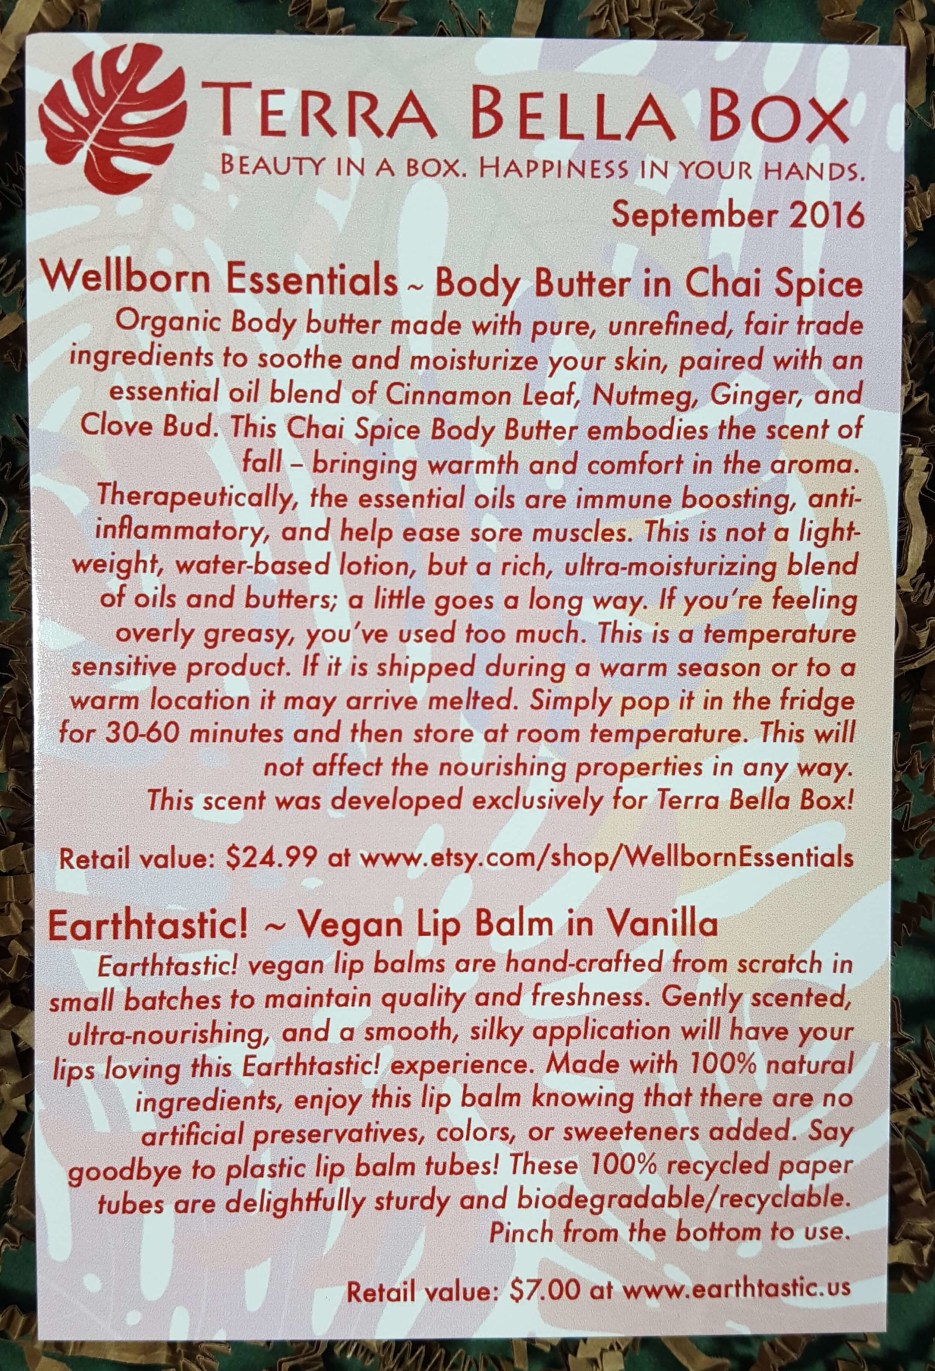 TERRA BELLA BOX
BEAUTY IN A BOX. HAPPINESS IN YOUR HANDS.
September 2016
Wellborn Essentials ~ Body Butter in Chai Spice
Organic Body butter made with pure, unrefined, fair trade
ingredients to soothe and moisturize your skin, paired with an
essential oil blend of Cinnamon Leaf, Nutmeg, Ginger, and
Clove Bud. This Chai Spice Body Butter embodies the scent of
fall – bringing warmth and comfort in the aroma.
Therapeutically, the essential oils are immune boosting, anti-
inflammatory, and help ease sore muscles. This is not a light-
weight, water-based lotion, but a rich, ultra-moisturizing blend
of oils and butters; a little goes a long way. If you're feeling
overly greasy, you've used too much. This is a temperature
sensitive product. If it is shipped during a warm season or to a
warm location it may arrive melted. Simply pop it in the fridge
for 30-60 minutes and then store at room temperature. This will
not affect the nourishing properties in any way.
This scent was developed exclusively for Terra Bella Box!
Retail value: $24.99 at www.etsy.com/shop/WellbornEssentials
Earthtastic! ~ Vegan Lip Balm in Vanilla
Earthtastic! vegan lip balms are hand-crafted from scratch in
small batches to maintain quality and freshness. Gently scented,
ultra-nourishing, and a smooth, silky application will have your
lips loving this Earthtastic! experience. Made with 100% natural
ingredients, enjoy this lip balm knowing that there are no
artificial preservatives, colors, or sweeteners added. Say
goodbye to plastic lip balm tubes! These 100% recycled paper
tubes are delightfully sturdy and biodegradable/recyclable.
Pinch from the bottom to use.
Retail value: $7.00 at www.earthtastic.us